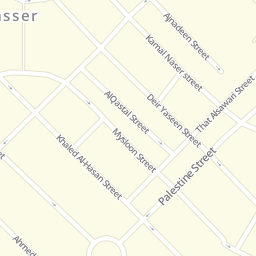 asser
Ajnadeen Street
Kamal Naser street
AlQastal Street
Deir Yaseen Street
That Alsawari Street
Mysloon Street
Khaled Al-Hasan Street
Palestine Street
Ahmed